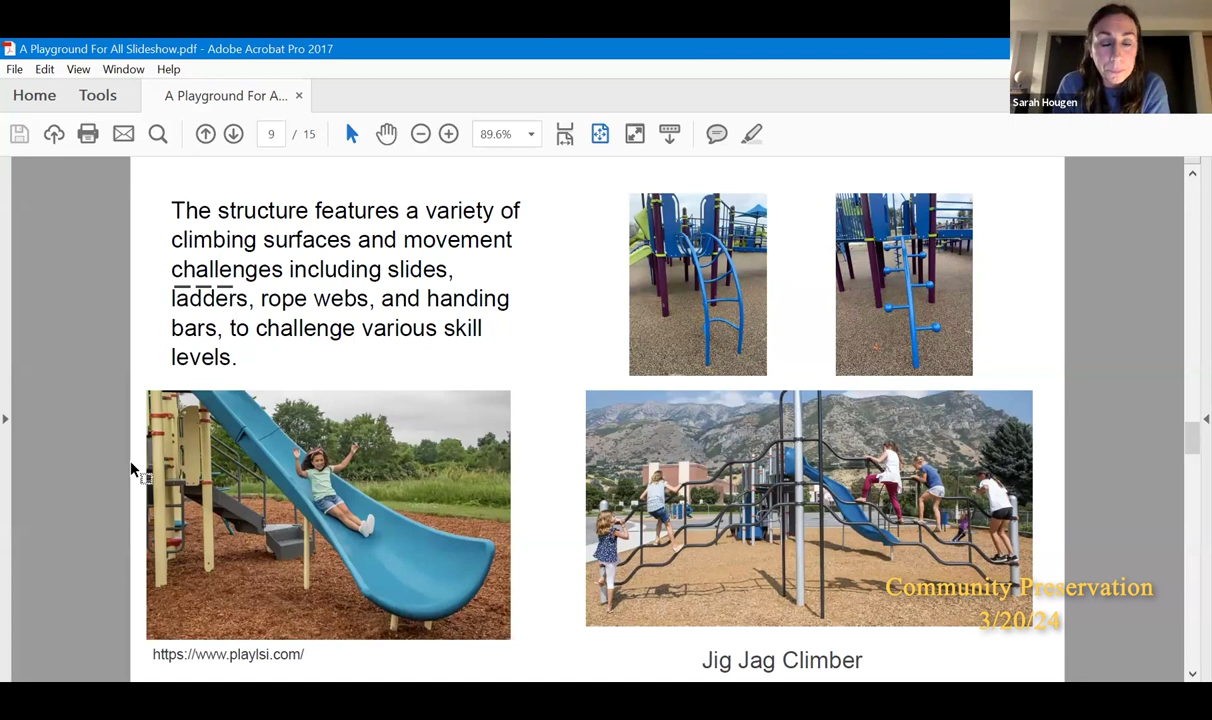 A Playground For All Slideshow.pdf - Adobe Acrobat Pro 2017
File Edit View Window Help
Home Tools A Playground For A... ×
9 / 15 89.6%
Sarah Hougen
The structure features a variety of
climbing surfaces and movement
challenges including slides,
ladders, rope webs, and handing
bars, to challenge various skill
levels.
https://www.playlsi.com/
Jig Jag Climber
Community Preservation
3/20/24